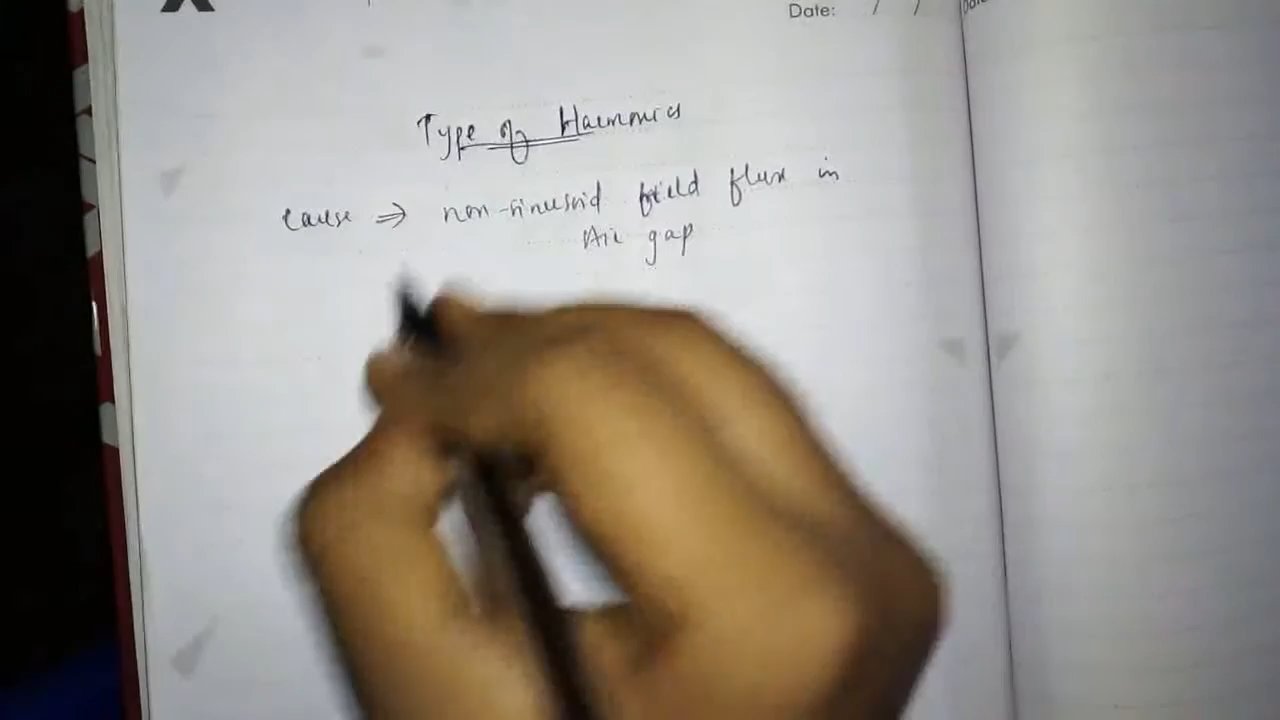 Date: / /
Type of Harmonics
Cause ⇒ non-sinusoid field flux in
Air gap